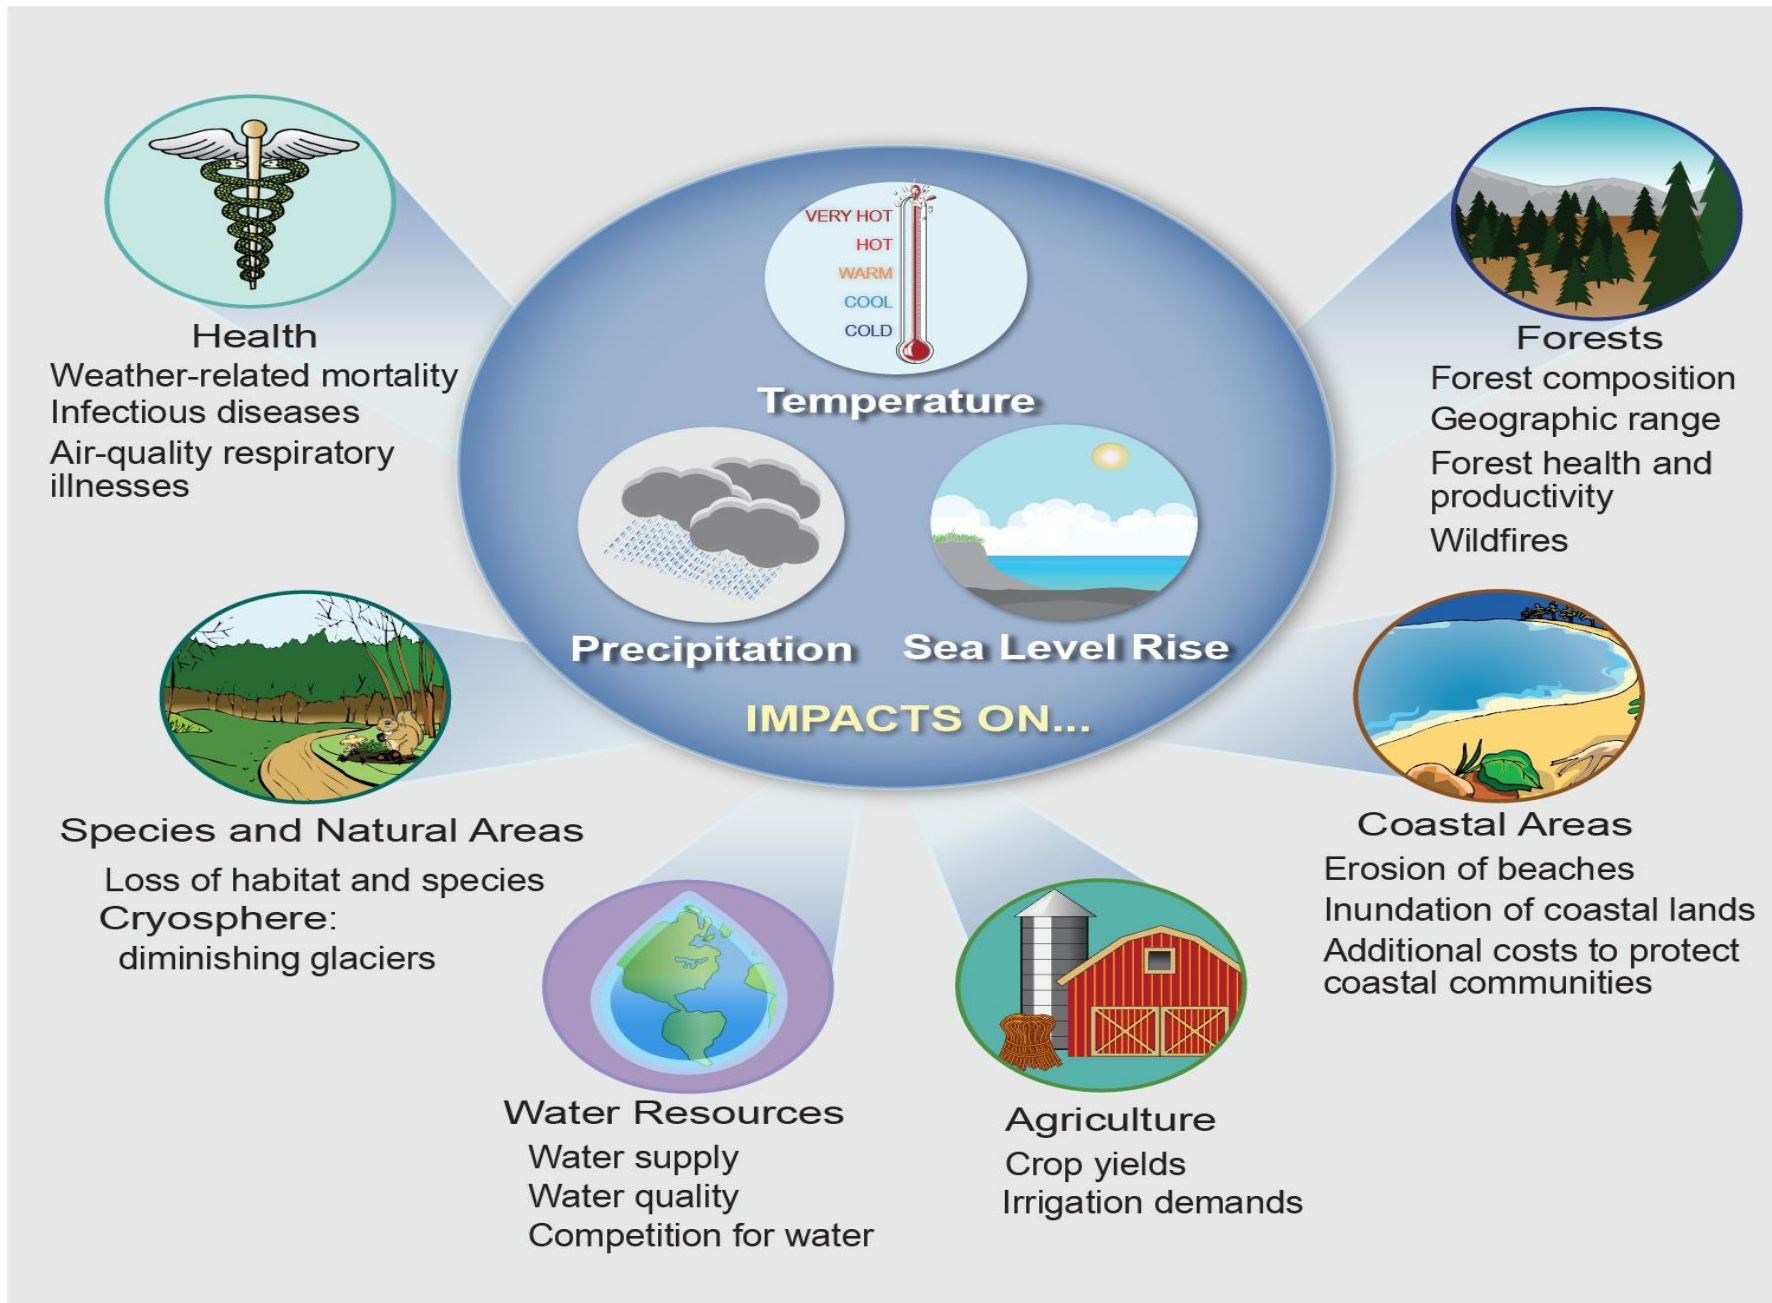 VERY HOT
HOT
WARM
COOL
COLD
Temperature
Precipitation
Sea Level Rise
IMPACTS ON...
Health
Weather-related mortality
Infectious diseases
Air-quality respiratory
illnesses
Species and Natural Areas
Loss of habitat and species
Cryosphere:
diminishing glaciers
Water Resources
Water supply
Water quality
Competition for water
Agriculture
Crop yields
Irrigation demands
Coastal Areas
Erosion of beaches
Inundation of coastal lands
Additional costs to protect
coastal communities
Forests
Forest composition
Geographic range
Forest health and
productivity
Wildfires